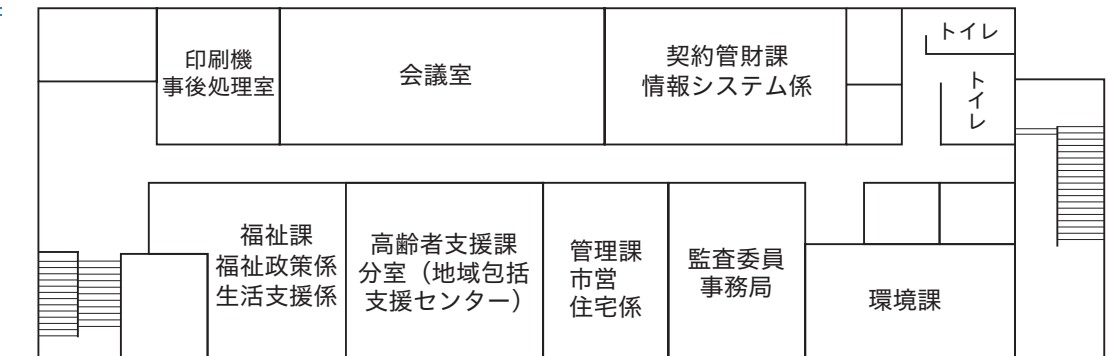 印刷機
事後処理室
会議室
契約管財課
情報システム係
トイレ
トイレ
福祉課
福祉政策係
生活支援係
高齢者支援課
分室（地域包括
支援センター）
管理課
市営
住宅係
監査委員
事務局
環境課